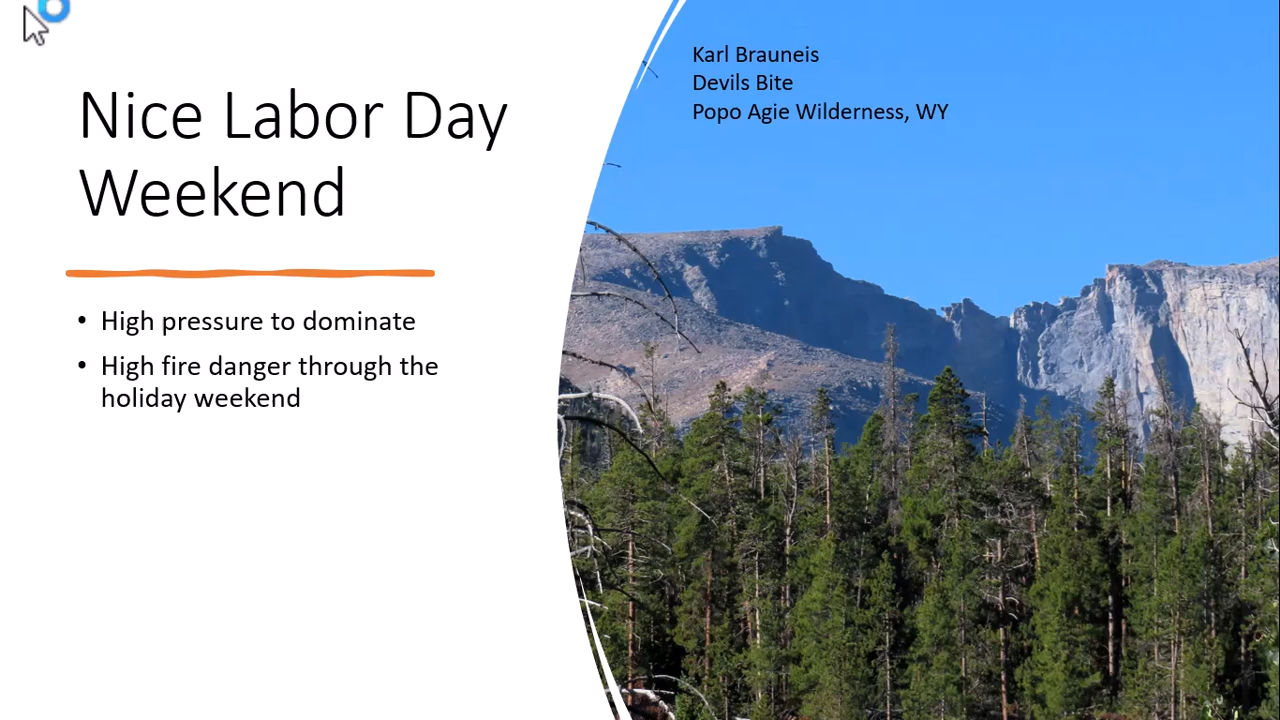 Nice Labor Day
Weekend
• High pressure to dominate
• High fire danger through the
holiday weekend
Karl Brauneis
Devils Bite
Popo Agie Wilderness, WY